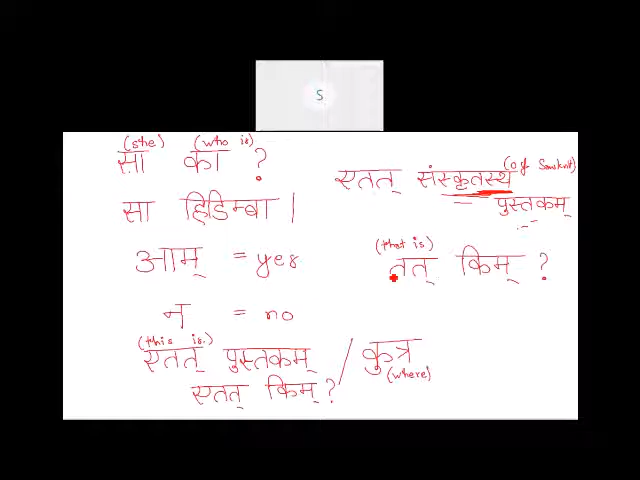 S
(she) (who is)
सा का ?
सा हिडिम्बा |
आम् = yes
न = no
(this is.)
एतत् पुस्तकम् / कुत्र
(where)
एतत् किम् ?
(of Sanskrit)
एतत् संस्कृतस्थ
= पुस्तकम्
(that is)
तत् किम् ?